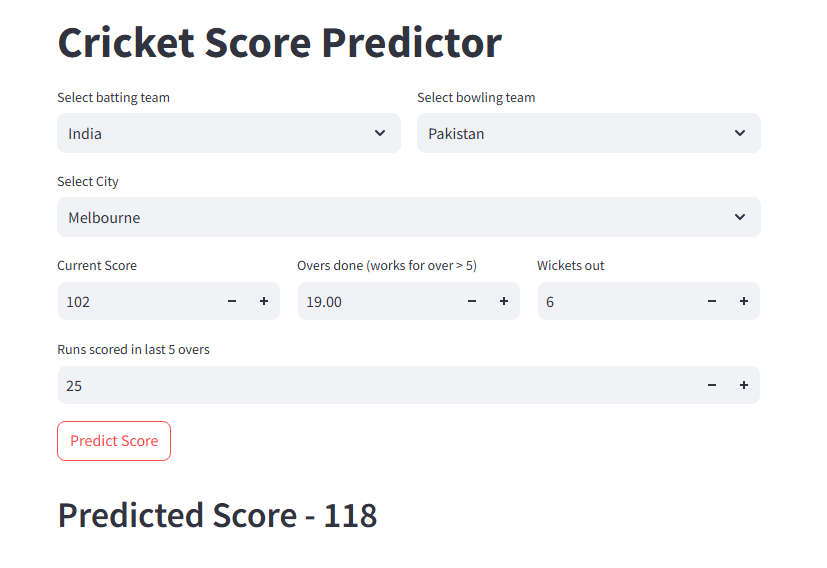 Cricket Score Predictor
Select batting team Select bowling team
India Pakistan
Select City
Melbourne
Current Score Overs done (works for over > 5) Wickets out
102 − + 19.00 − + 6 − +
Runs scored in last 5 overs
25 − +
Predict Score
Predicted Score - 118